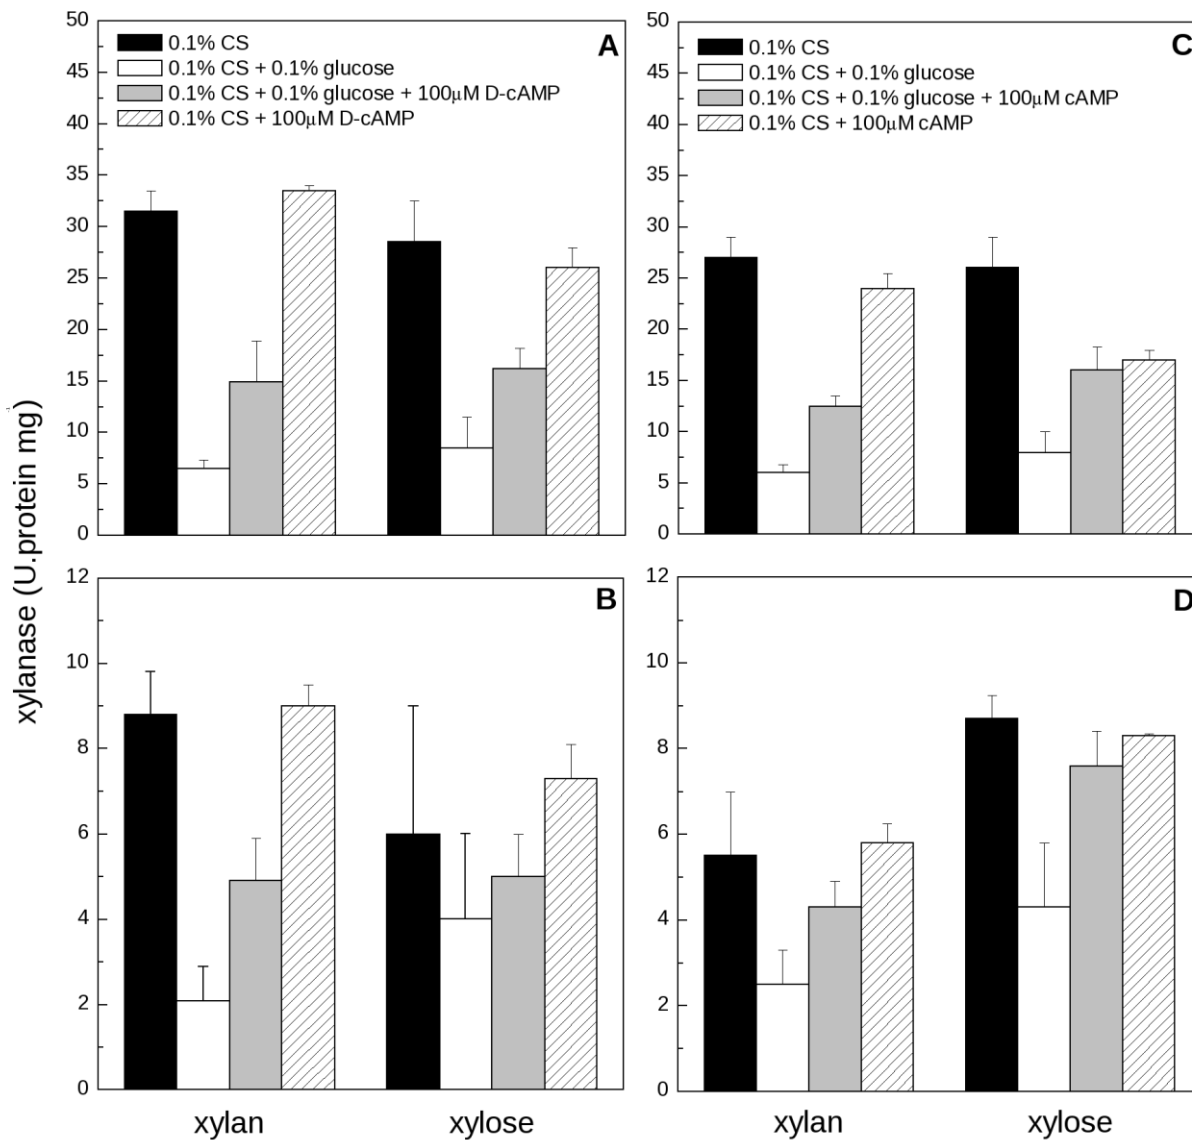 A
0.1% CS
0.1% CS + 0.1% glucose
0.1% CS + 0.1% glucose + 100μM D-cAMP
0.1% CS + 100μM D-cAMP
50
45
40
35
30
25
20
15
10
5
0
C
0.1% CS
0.1% CS + 0.1% glucose
0.1% CS + 0.1% glucose + 100μM cAMP
0.1% CS + 100μM cAMP
50
45
40
35
30
25
20
15
10
5
0
xylanase (U.protein mg⁻¹)
B
12
10
8
6
4
2
0
xylan
xylose
D
12
10
8
6
4
2
0
xylan
xylose